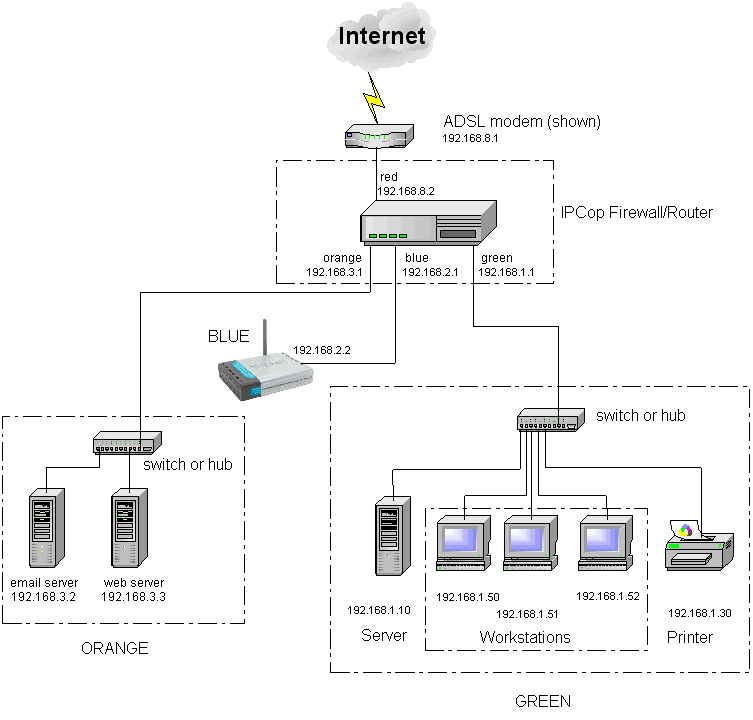 Internet
ADSL modem (shown)
192.168.8.1
red
192.168.8.2
IPCop Firewall/Router
orange
192.168.3.1
blue
192.168.2.1
green
192.168.1.1
BLUE
192.168.2.2
switch or hub
email server
192.168.3.2
web server
192.168.3.3
ORANGE
switch or hub
192.168.1.10
Server
192.168.1.50
192.168.1.51
192.168.1.52
Workstations
192.168.1.30
Printer
GREEN